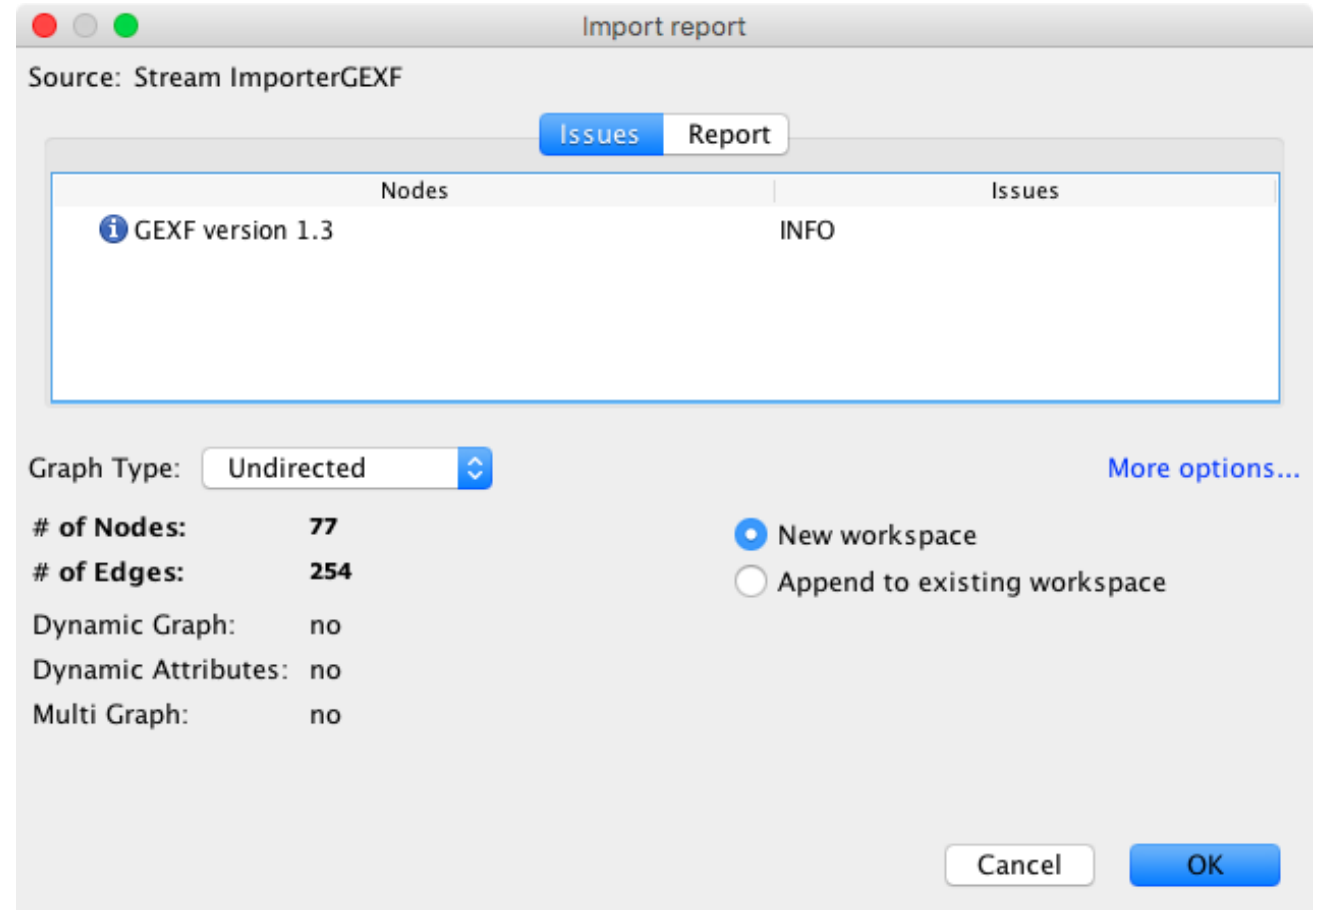 Import report
Source: Stream ImporterGEXF
Issues Report
Nodes Issues
GEXF version 1.3 INFO
Graph Type: Undirected More options...
# of Nodes: 77 New workspace
# of Edges: 254 Append to existing workspace
Dynamic Graph: no
Dynamic Attributes: no
Multi Graph: no
Cancel OK